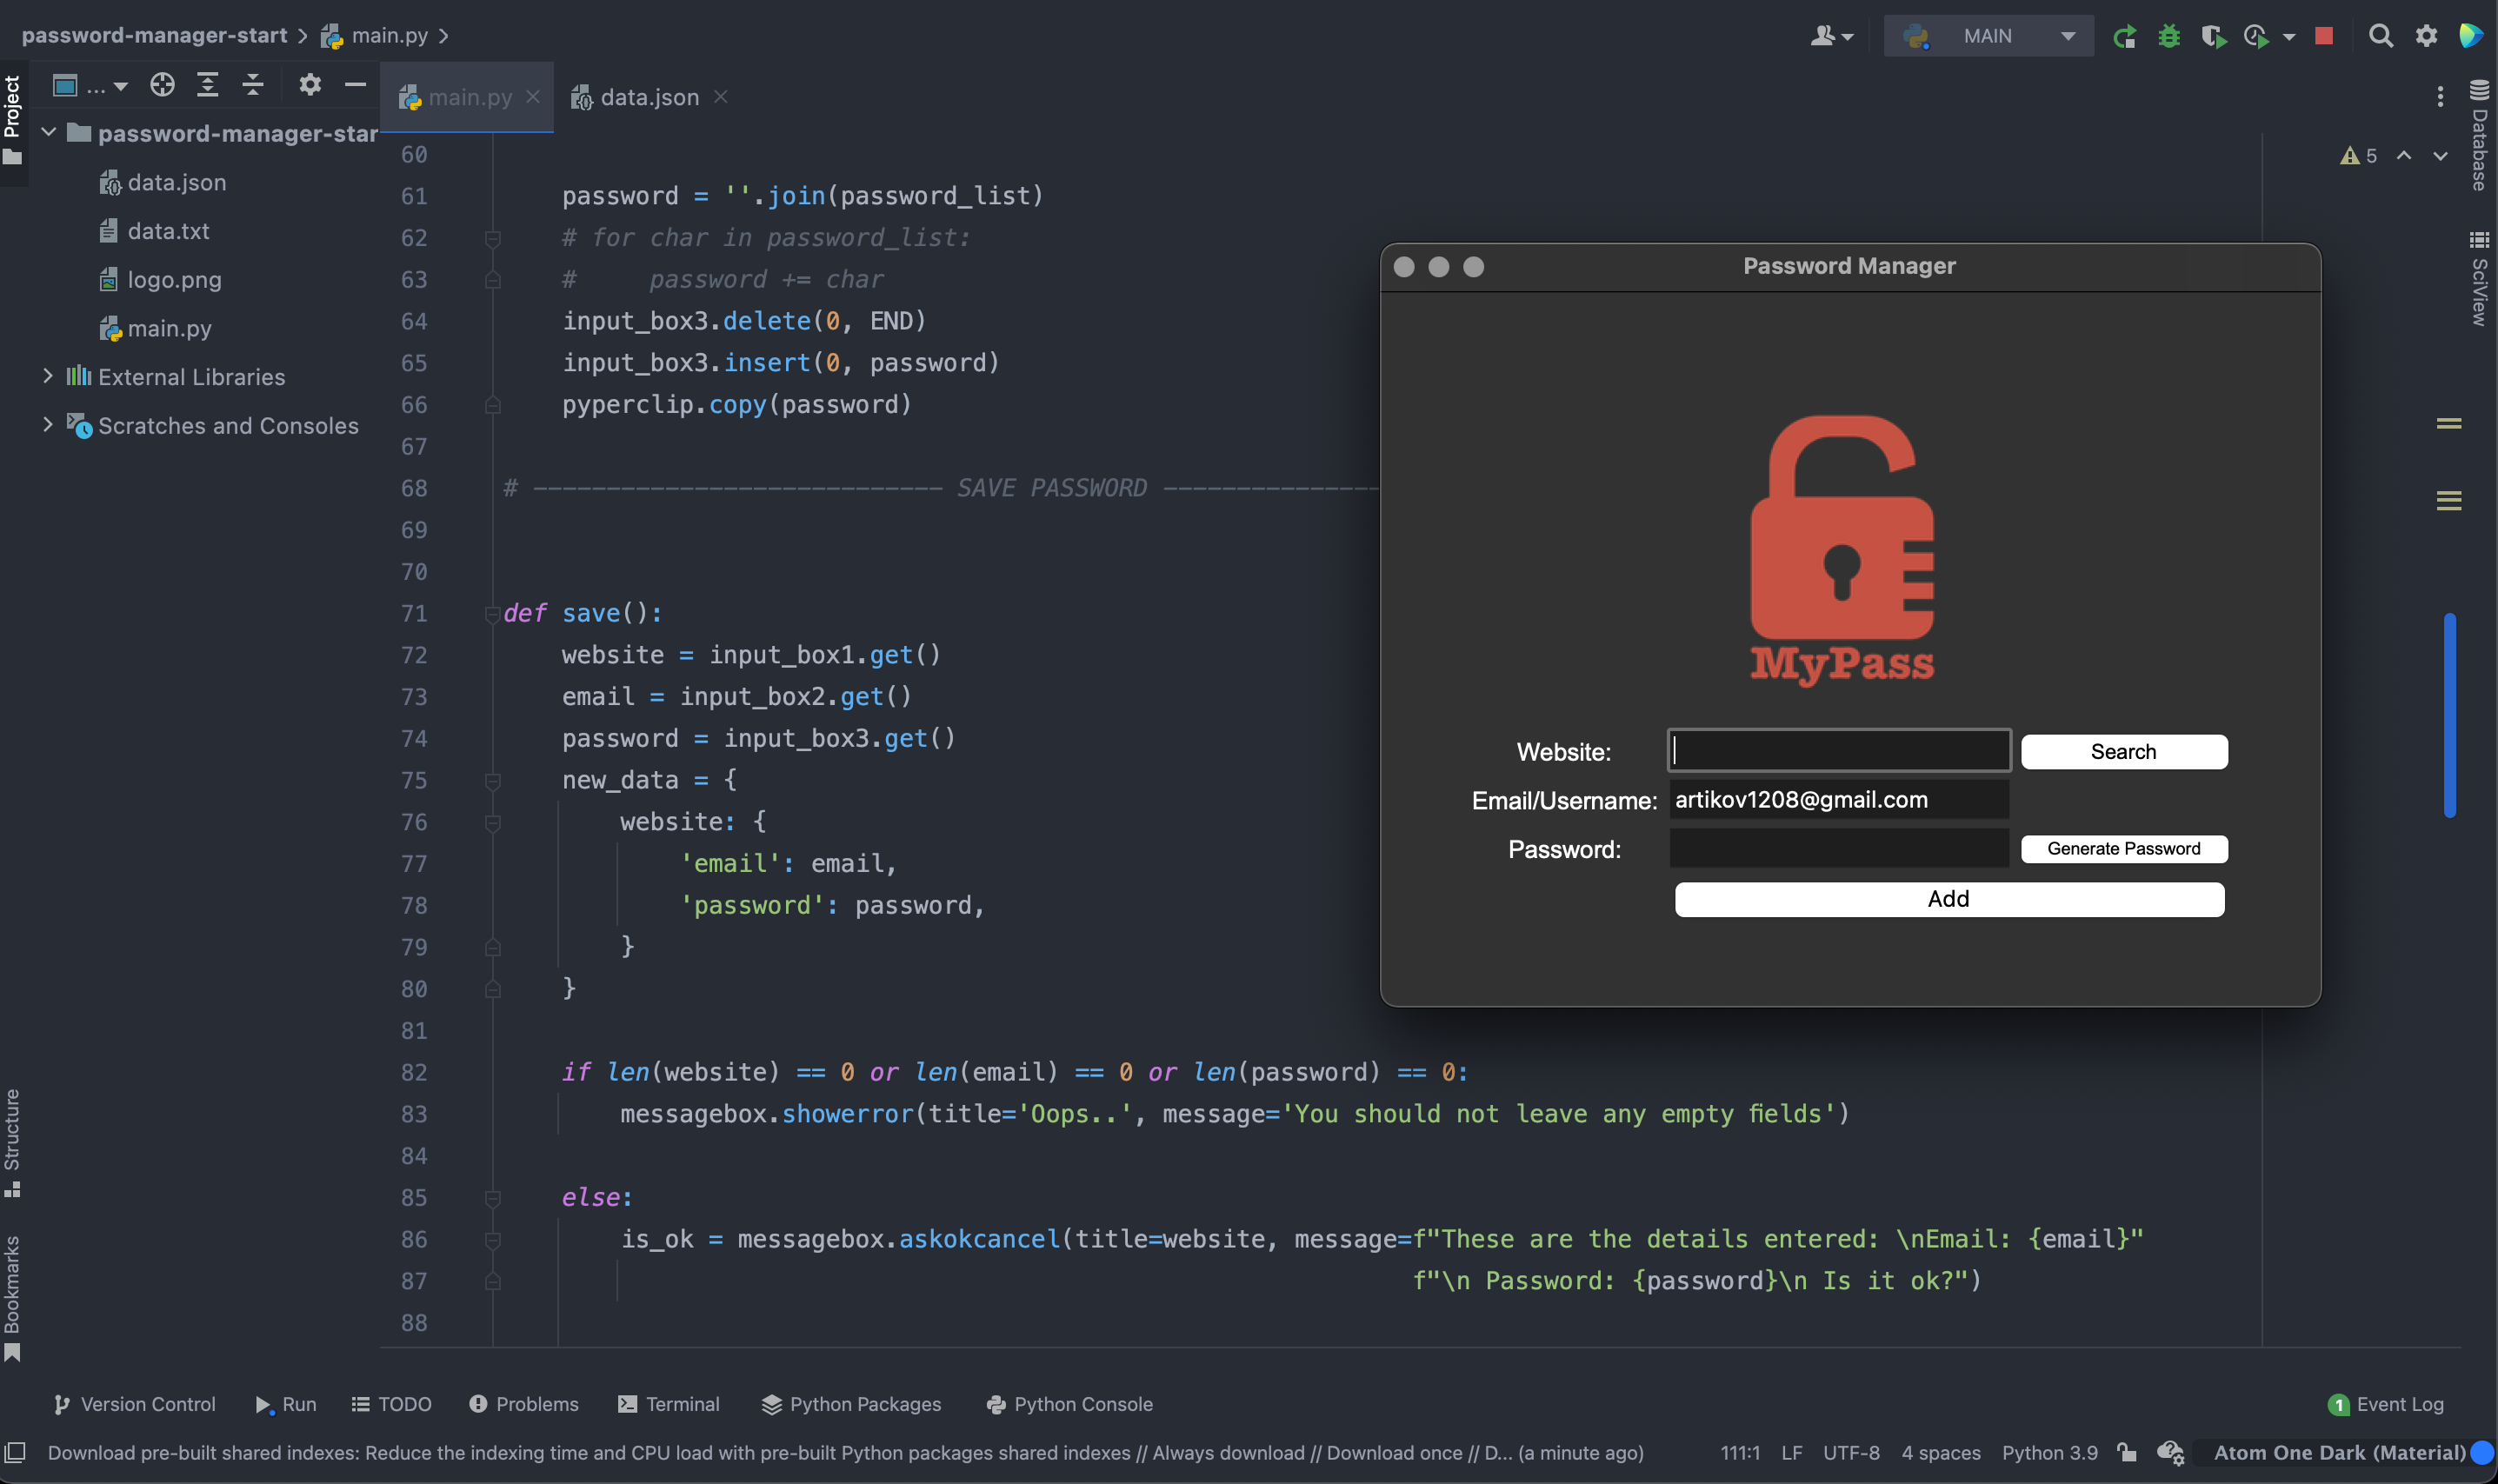 password-manager-start main.py
MAIN
Project
...
main.py
data.json
password-manager-star
data.json
data.txt
logo.png
main.py
External Libraries
Scratches and Consoles
Structure
Bookmarks
5
Database
SciView
60
61 password = ''.join(password_list)
62 # for char in password_list:
63 #     password += char
64 input_box3.delete(0, END)
65 input_box3.insert(0, password)
66 pyperclip.copy(password)
67
68 # ---------------------------- SAVE PASSWORD ---------------
69
70
71 def save():
72 website = input_box1.get()
73 email = input_box2.get()
74 password = input_box3.get()
75 new_data = {
76 website: {
77 'email': email,
78 'password': password,
79 }
80 }
81
82 if len(website) == 0 or len(email) == 0 or len(password) == 0:
83 messagebox.showerror(title='Oops..', message='You should not leave any empty fields')
84
85 else:
86 is_ok = messagebox.askokcancel(title=website, message=f"These are the details entered: \nEmail: {email}"
87 f"\n Password: {password}\n Is it ok?")
88
Password Manager
MyPass
Website: Search
Email/Username: artikov1208@gmail.com
Password: Generate Password
Add
Version Control Run TODO Problems Terminal Python Packages Python Console 1 Event Log
Download pre-built shared indexes: Reduce the indexing time and CPU load with pre-built Python packages shared indexes // Always download // Download once // D... (a minute ago) 111:1 LF UTF-8 4 spaces Python 3.9 Atom One Dark (Material)